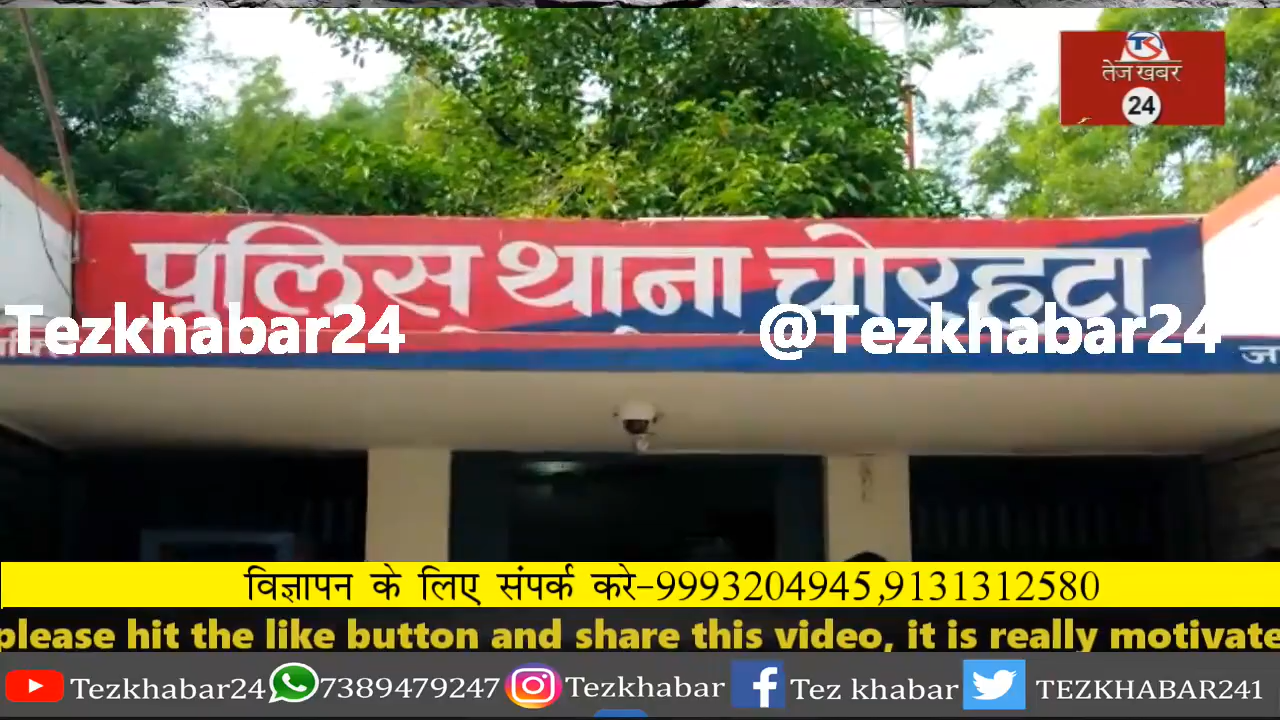 तेज खबर
24
पुलिस थाना चोरहटा
Tezkhabar24
@Tezkhabar24
विज्ञापन के लिए संपर्क करे-9993204945,9131312580
please hit the like button and share this video, it is really motivate
Tezkhabar24 7389479247 Tezkhabar Tez khabar TEZKHABAR241